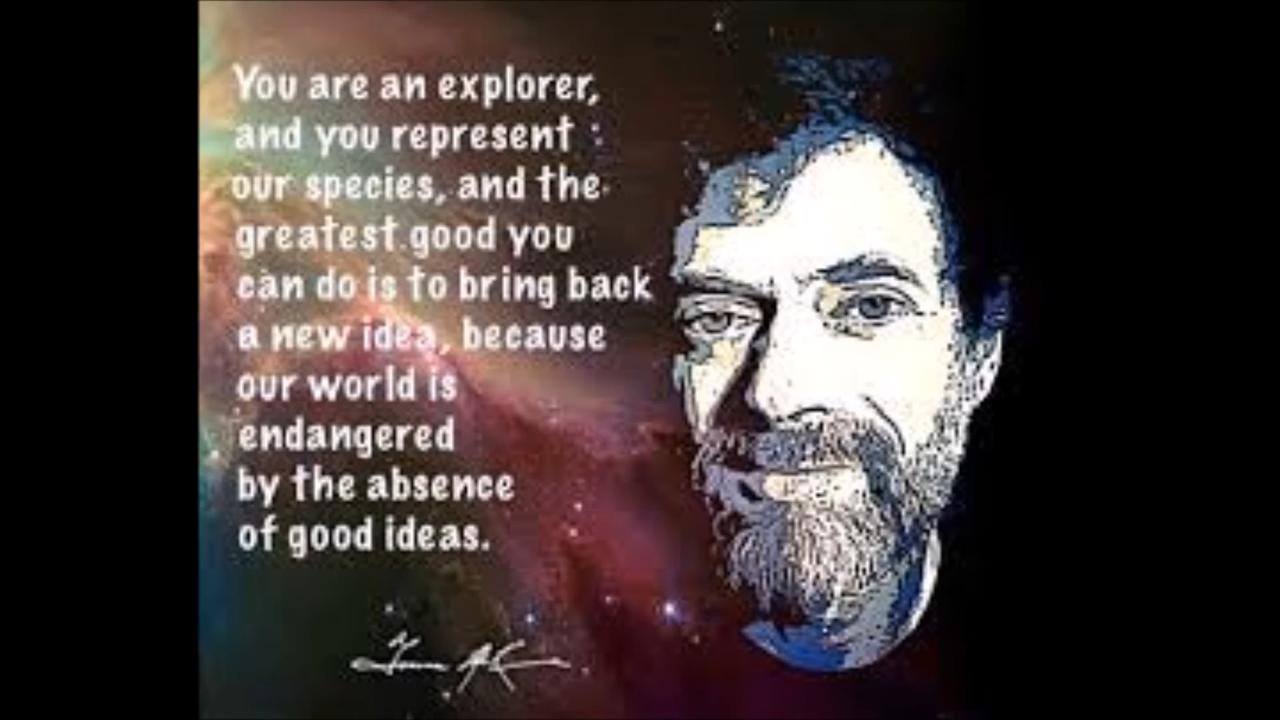 You are an explorer,
and you represent
our species, and the
greatest good you
can do is to bring back
a new idea, because
our world is
endangered
by the absence
of good ideas.